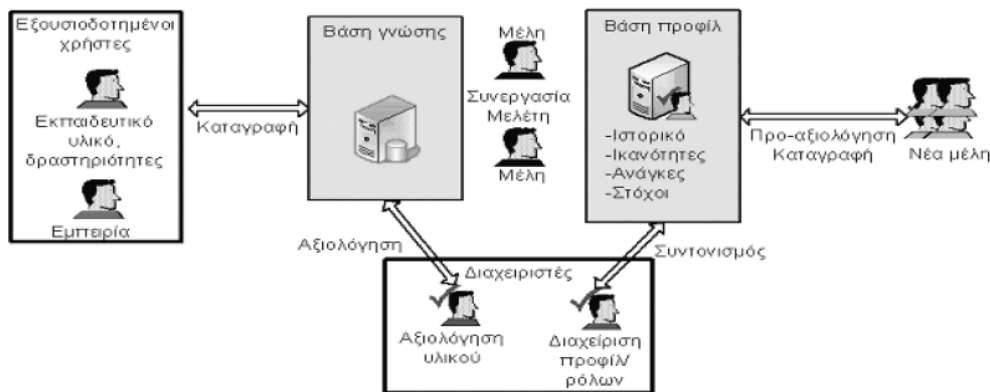 Εξουσιοδοτημένοι
χρήστες
Εκπαιδευτικό
υλικό,
δραστηριότητες
Εμπειρία
Καταγραφή
Βάση γνώσης
Μέλη
Συνεργασία
Μελέτη
Μέλη
Βάση προφίλ
-Ιστορικό
-Ικανότητες
-Ανάγκες
-Στόχοι
Προ-αξιολόγηση
Καταγραφή
Νέα μέλη
Αξιολόγηση
Συντονισμός
Διαχειριστές
Αξιολόγηση
υλικού
Διαχείριση
προφίλ/
ρόλων